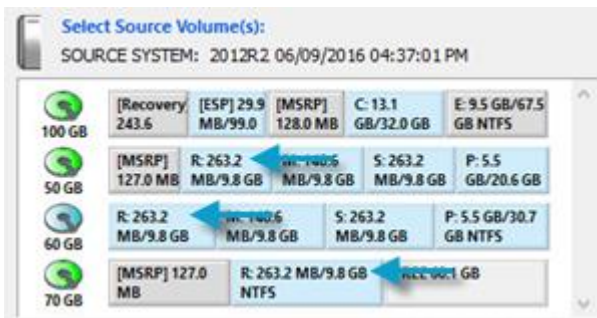 Select Source Volume(s):
SOURCE SYSTEM: 2012R2 06/09/2016 04:37:01 PM
[Recovery [ESP] 29.9 [MSRP] C: 13.1 E: 9.5 GB/67.5
243.6 MB/99.0 128.0 MB GB/32.0 GB GB NTFS
100 GB
[MSRP] R: 263.2 S: 263.2 P: 5.5
127.0 MB MB/9.8 GB MB/9.8 GB MB/9.8 GB GB/20.6 GB
50 GB
R: 263.2 S: 263.2 P: 5.5 GB/30.7
MB/9.8 GB MB/9.8 GB MB/9.8 GB GB NTFS
60 GB
[MSRP] 127.0 R: 263.2 MB/9.8 GB GB
MB NTFS
70 GB